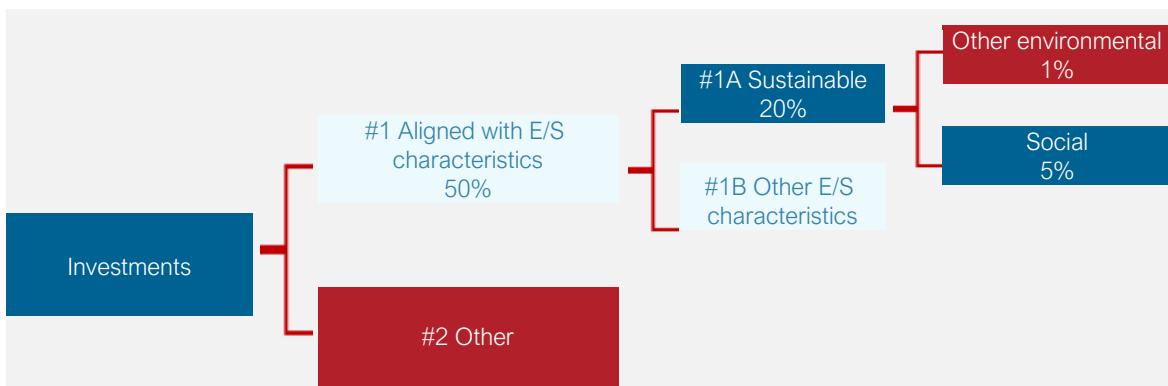 Other environmental
1%
#1A Sustainable
20%
#1 Aligned with E/S
characteristics
50%
Social
5%
#1B Other E/S
characteristics
Investments
#2 Other